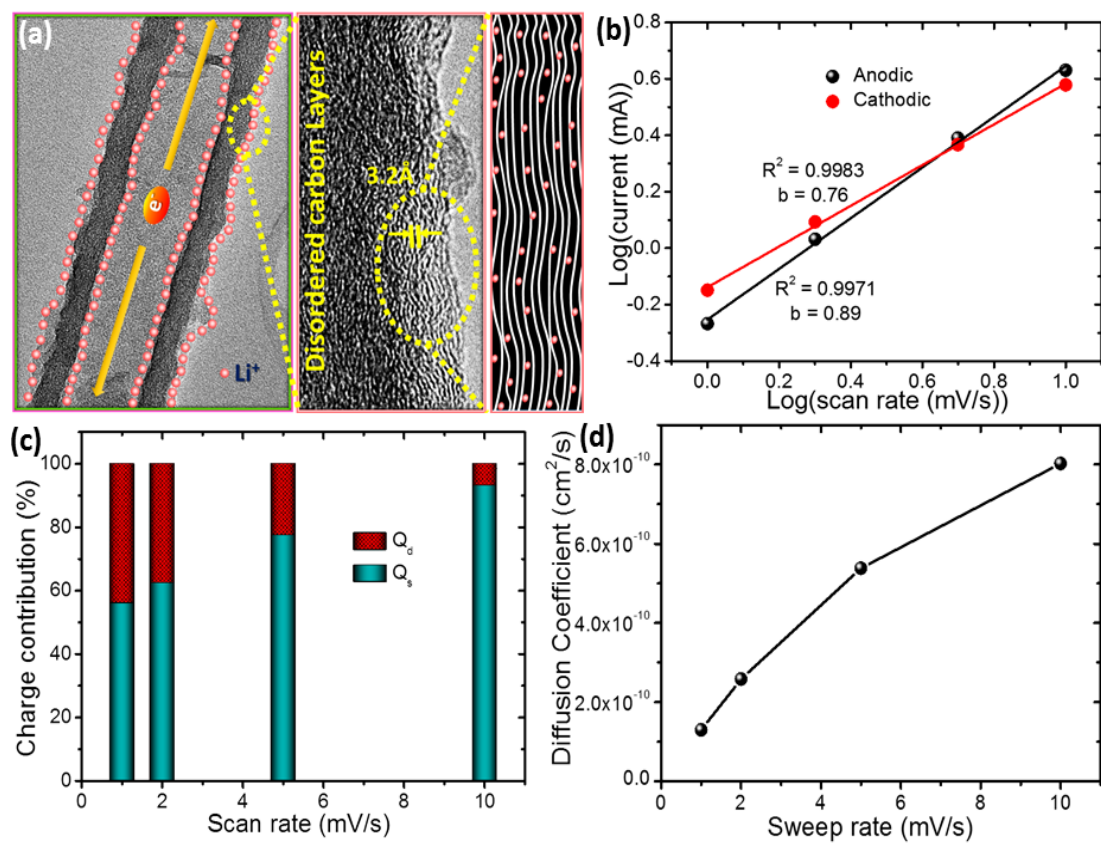 (a)
e⁻
Li⁺
Disordered carbon Layers
3.2Å
(b)
Log(current (mA))
0.6
0.4
0.2
0.0
-0.2
-0.4
Anodic
Cathodic
R² = 0.9983
b = 0.76
R² = 0.9971
b = 0.89
0.0 0.2 0.4 0.6 0.8 1.0
Log(scan rate (mV/s))
(c)
Charge contribution (%)
100
80
60
40
20
0
Q_d
Q_s
0 2 4 6 8 10
Scan rate (mV/s)
(d)
Diffusion Coefficient (cm²/s)
8.0x10⁻¹⁰
6.0x10⁻¹⁰
4.0x10⁻¹⁰
2.0x10⁻¹⁰
0.0
0 2 4 6 8 10
Sweep rate (mV/s)